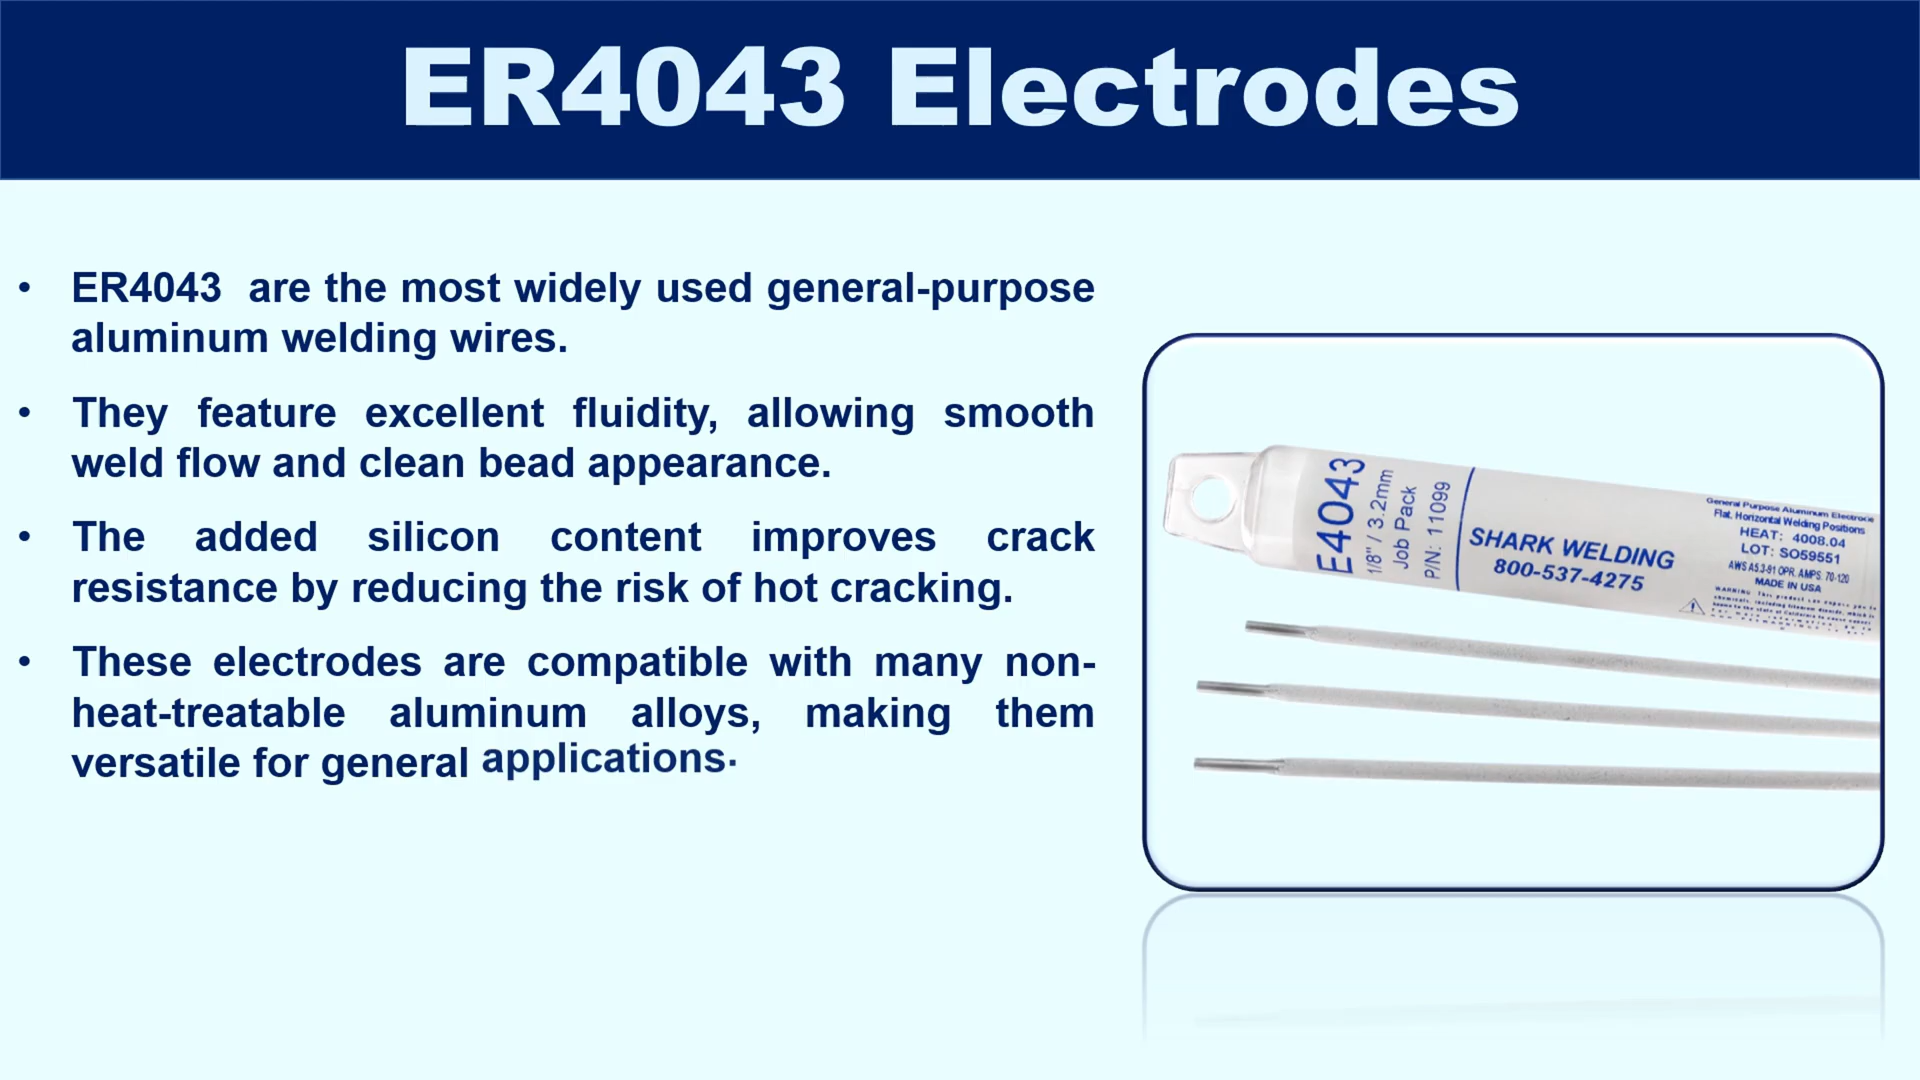 ER4043 Electrodes
• ER4043 are the most widely used general-purpose
aluminum welding wires.
• They feature excellent fluidity, allowing smooth
weld flow and clean bead appearance.
• The added silicon content improves crack
resistance by reducing the risk of hot cracking.
• These electrodes are compatible with many non-
heat-treatable aluminum alloys, making them
versatile for general applications.
E4043
1/8" / 3.2mm
Job Pack
P/N: 11099
SHARK WELDING
800-537-4275
General Purpose Aluminum Electrode
Flat, Horizontal Welding Positions
HEAT: 4008.04
LOT: SO59551
AWS A5.3-91 OPR. AMPS. 70-120
MADE IN USA